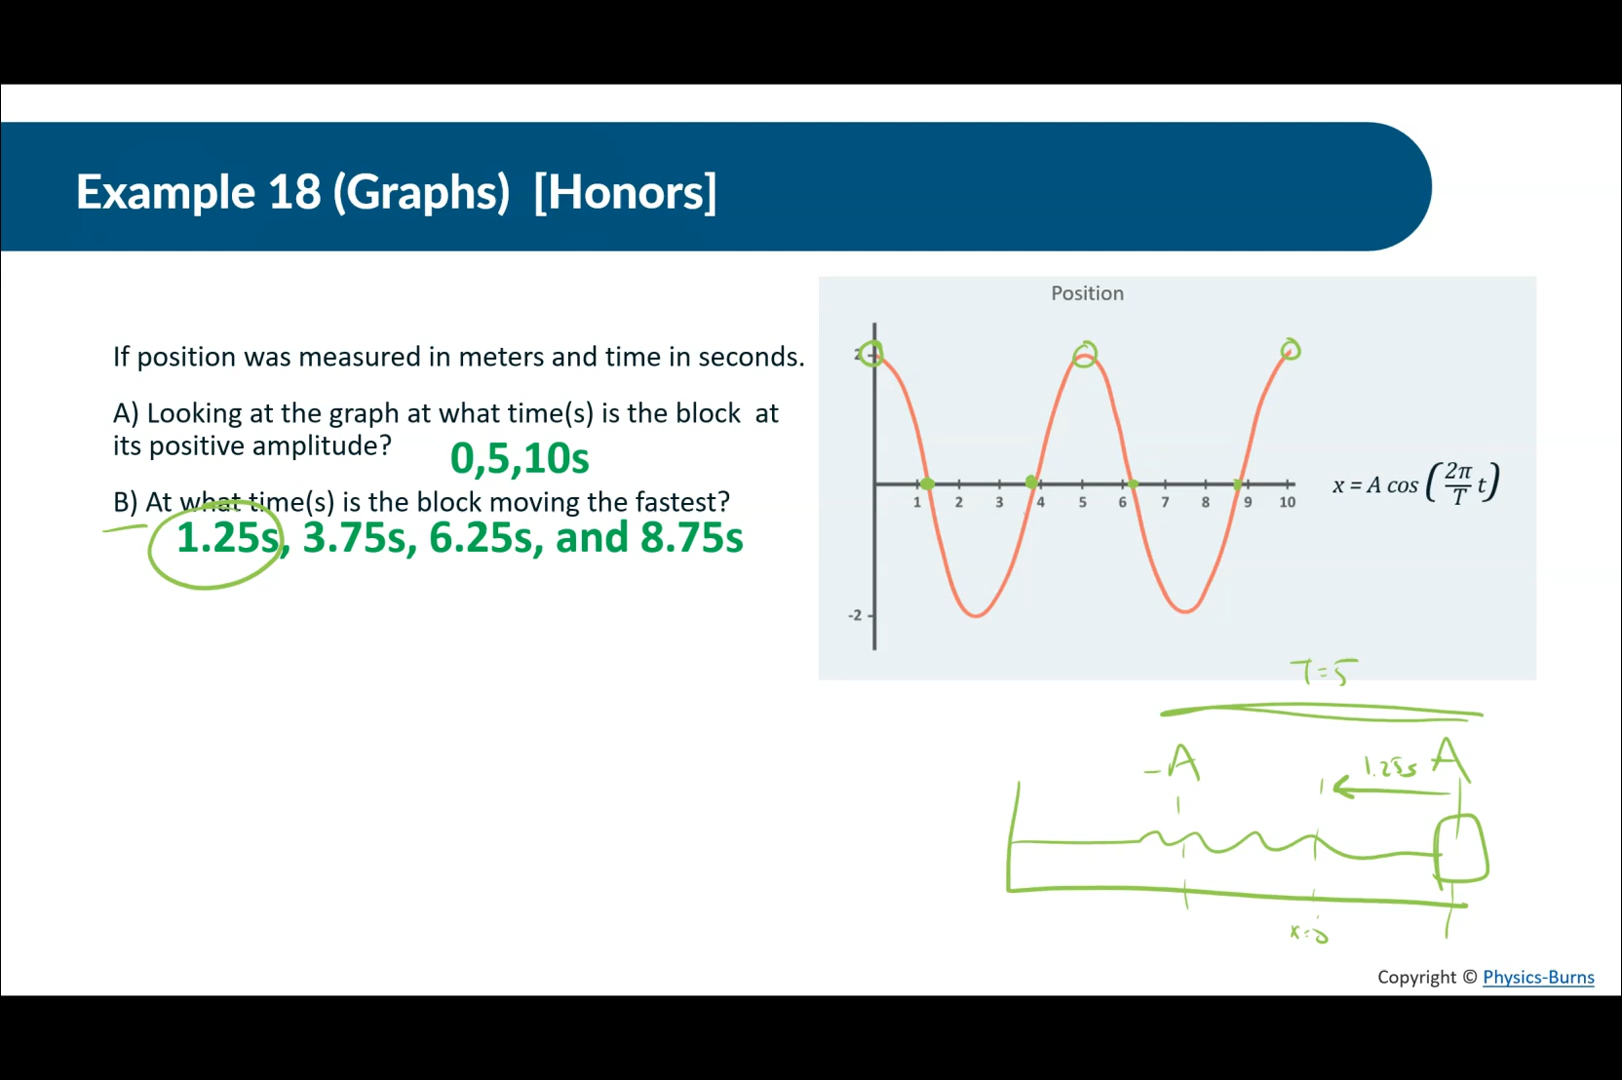 Example 18 (Graphs) [Honors]
If position was measured in meters and time in seconds.
A) Looking at the graph at what time(s) is the block at
its positive amplitude?
0,5,10s
B) At what time(s) is the block moving the fastest?
1.25s, 3.75s, 6.25s, and 8.75s
Position
2
1 2 3 4 5 6 7 8 9 10
-2
x = A cos (2π/T t)
T=5
-A
1.25s
A
Copyright © Physics-Burns